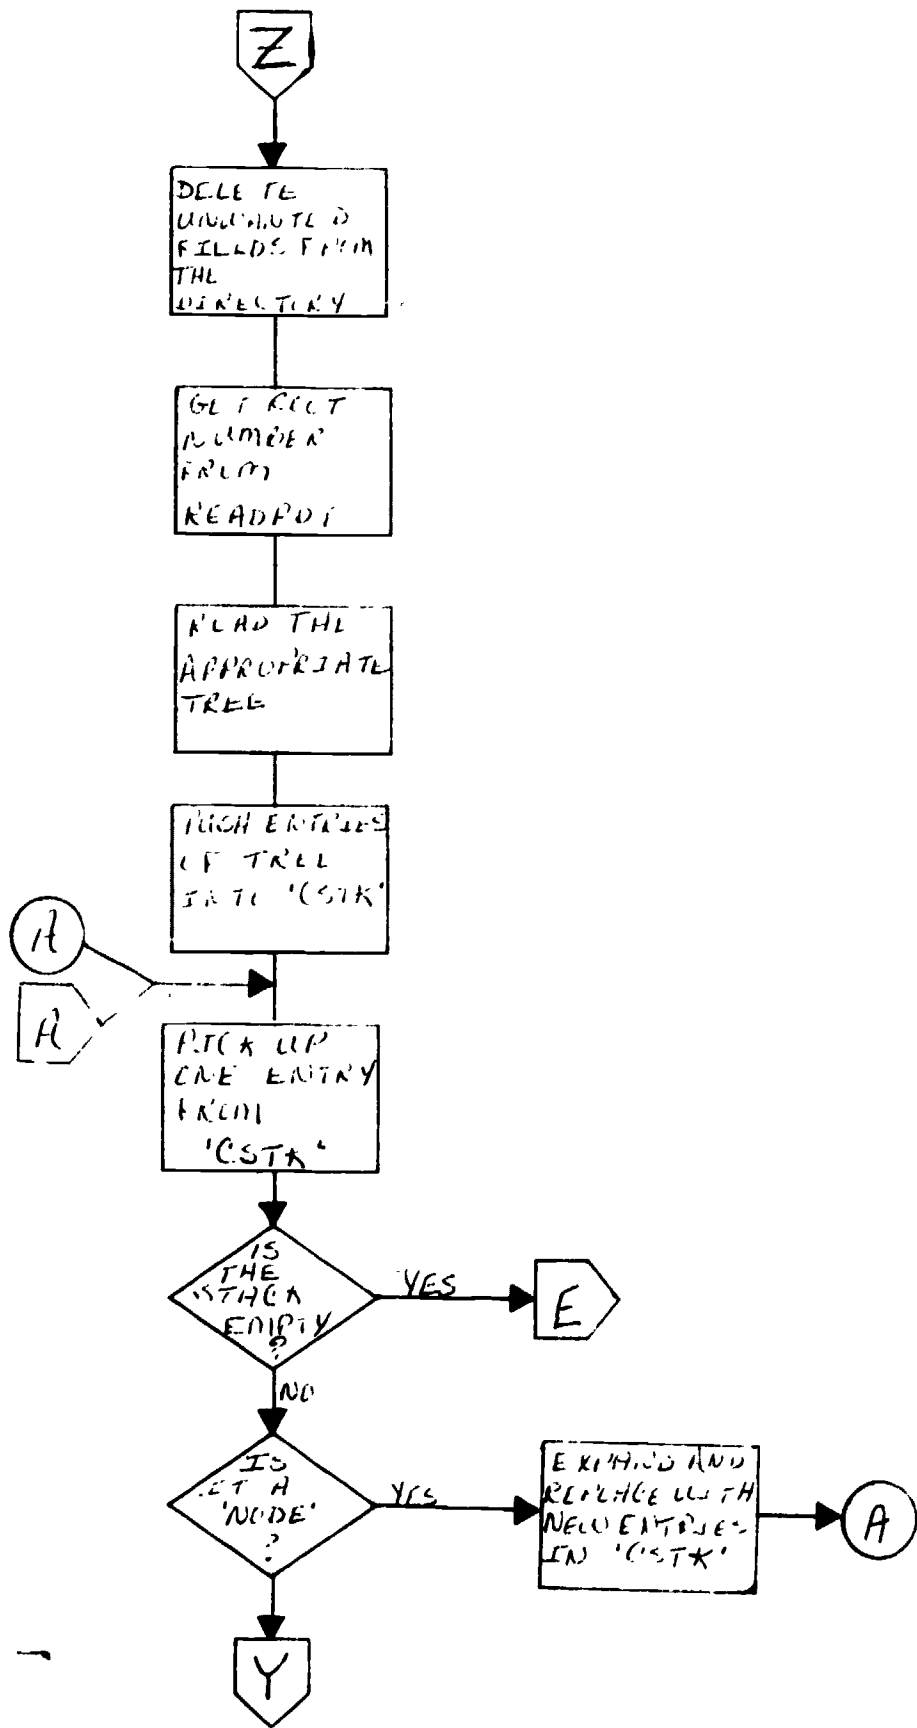 Z
DELETE
UNWANTED
FIELDS FROM
THE
DIRECTORY
GET ROOT
NUMBER
FROM
READPDT
READ THE
APPROPRIATE
TREE
PUSH ENTRIES
OF TREE
INTO 'CSTK'
A
A
PICK UP
ONE ENTRY
FROM
'CSTK'
IS
THE
STACK
EMPTY
?
YES
E
NO
IS
IT A
'NODE'
?
YES
EXPAND AND
REPLACE WITH
NEW ENTRIES
IN 'CSTK'
A
Y